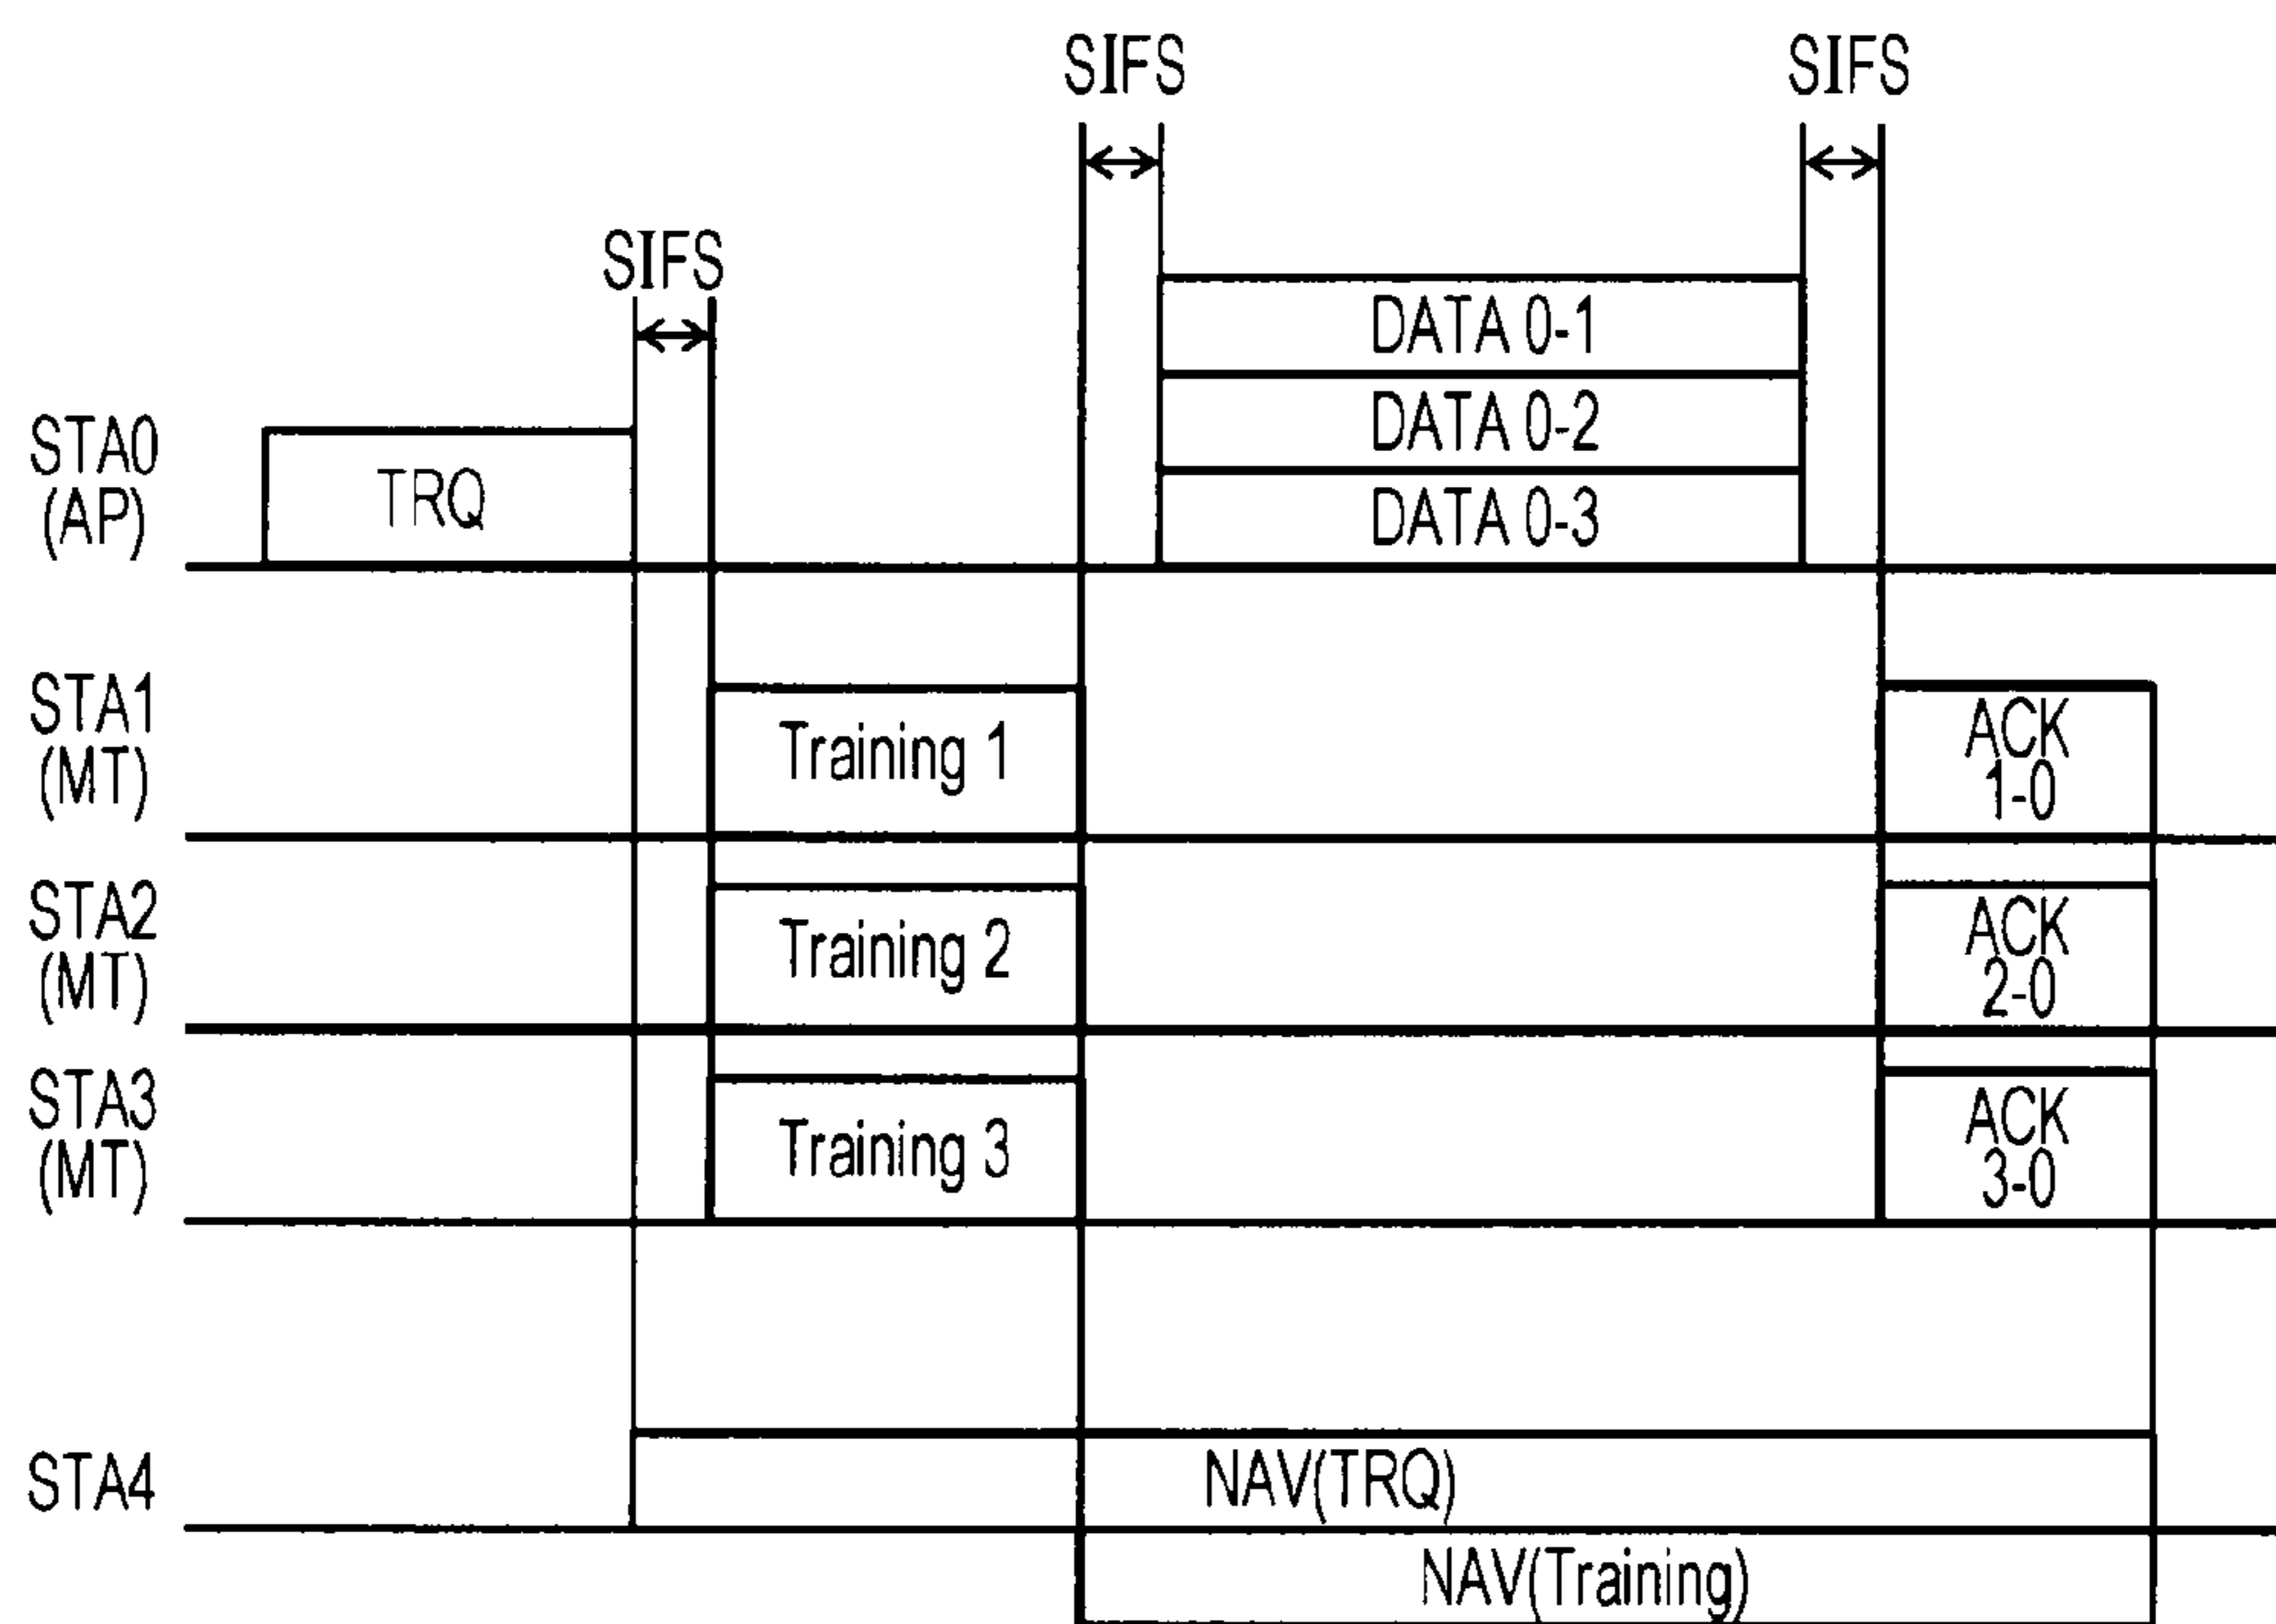 SIFS
SIFS
SIFS
DATA 0-1
DATA 0-2
DATA 0-3
STA0
(AP)
TRQ
STA1
(MT)
Training 1
ACK
1-0
STA2
(MT)
Training 2
ACK
2-0
STA3
(MT)
Training 3
ACK
3-0
STA4
NAV(TRQ)
NAV(Training)